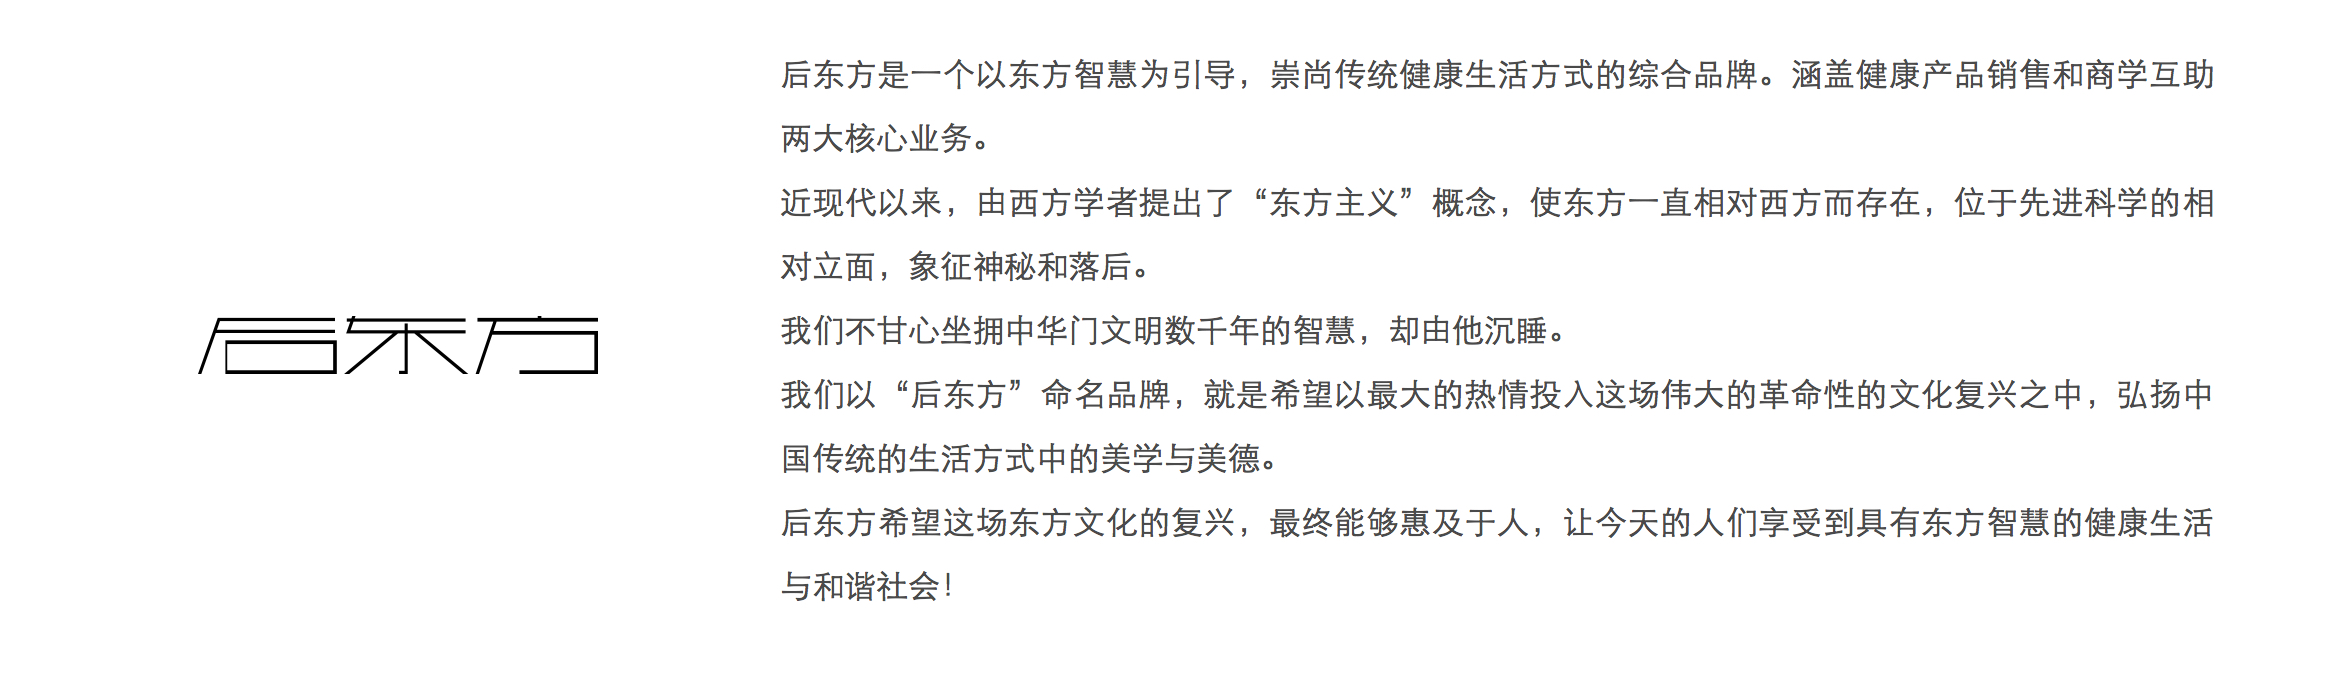 后东方
后东方是一个以东方智慧为引导，崇尚传统健康生活方式的综合品牌。涵盖健康产品销售和商学互助
两大核心业务。
近现代以来，由西方学者提出了“东方主义”概念，使东方一直相对西方而存在，位于先进科学的相
对立面，象征神秘和落后。
我们不甘心坐拥中华门文明数千年的智慧，却由他沉睡。
我们以“后东方”命名品牌，就是希望以最大的热情投入这场伟大的革命性的文化复兴之中，弘扬中
国传统的生活方式中的美学与美德。
后东方希望这场东方文化的复兴，最终能够惠及于人，让今天的人们享受到具有东方智慧的健康生活
与和谐社会！